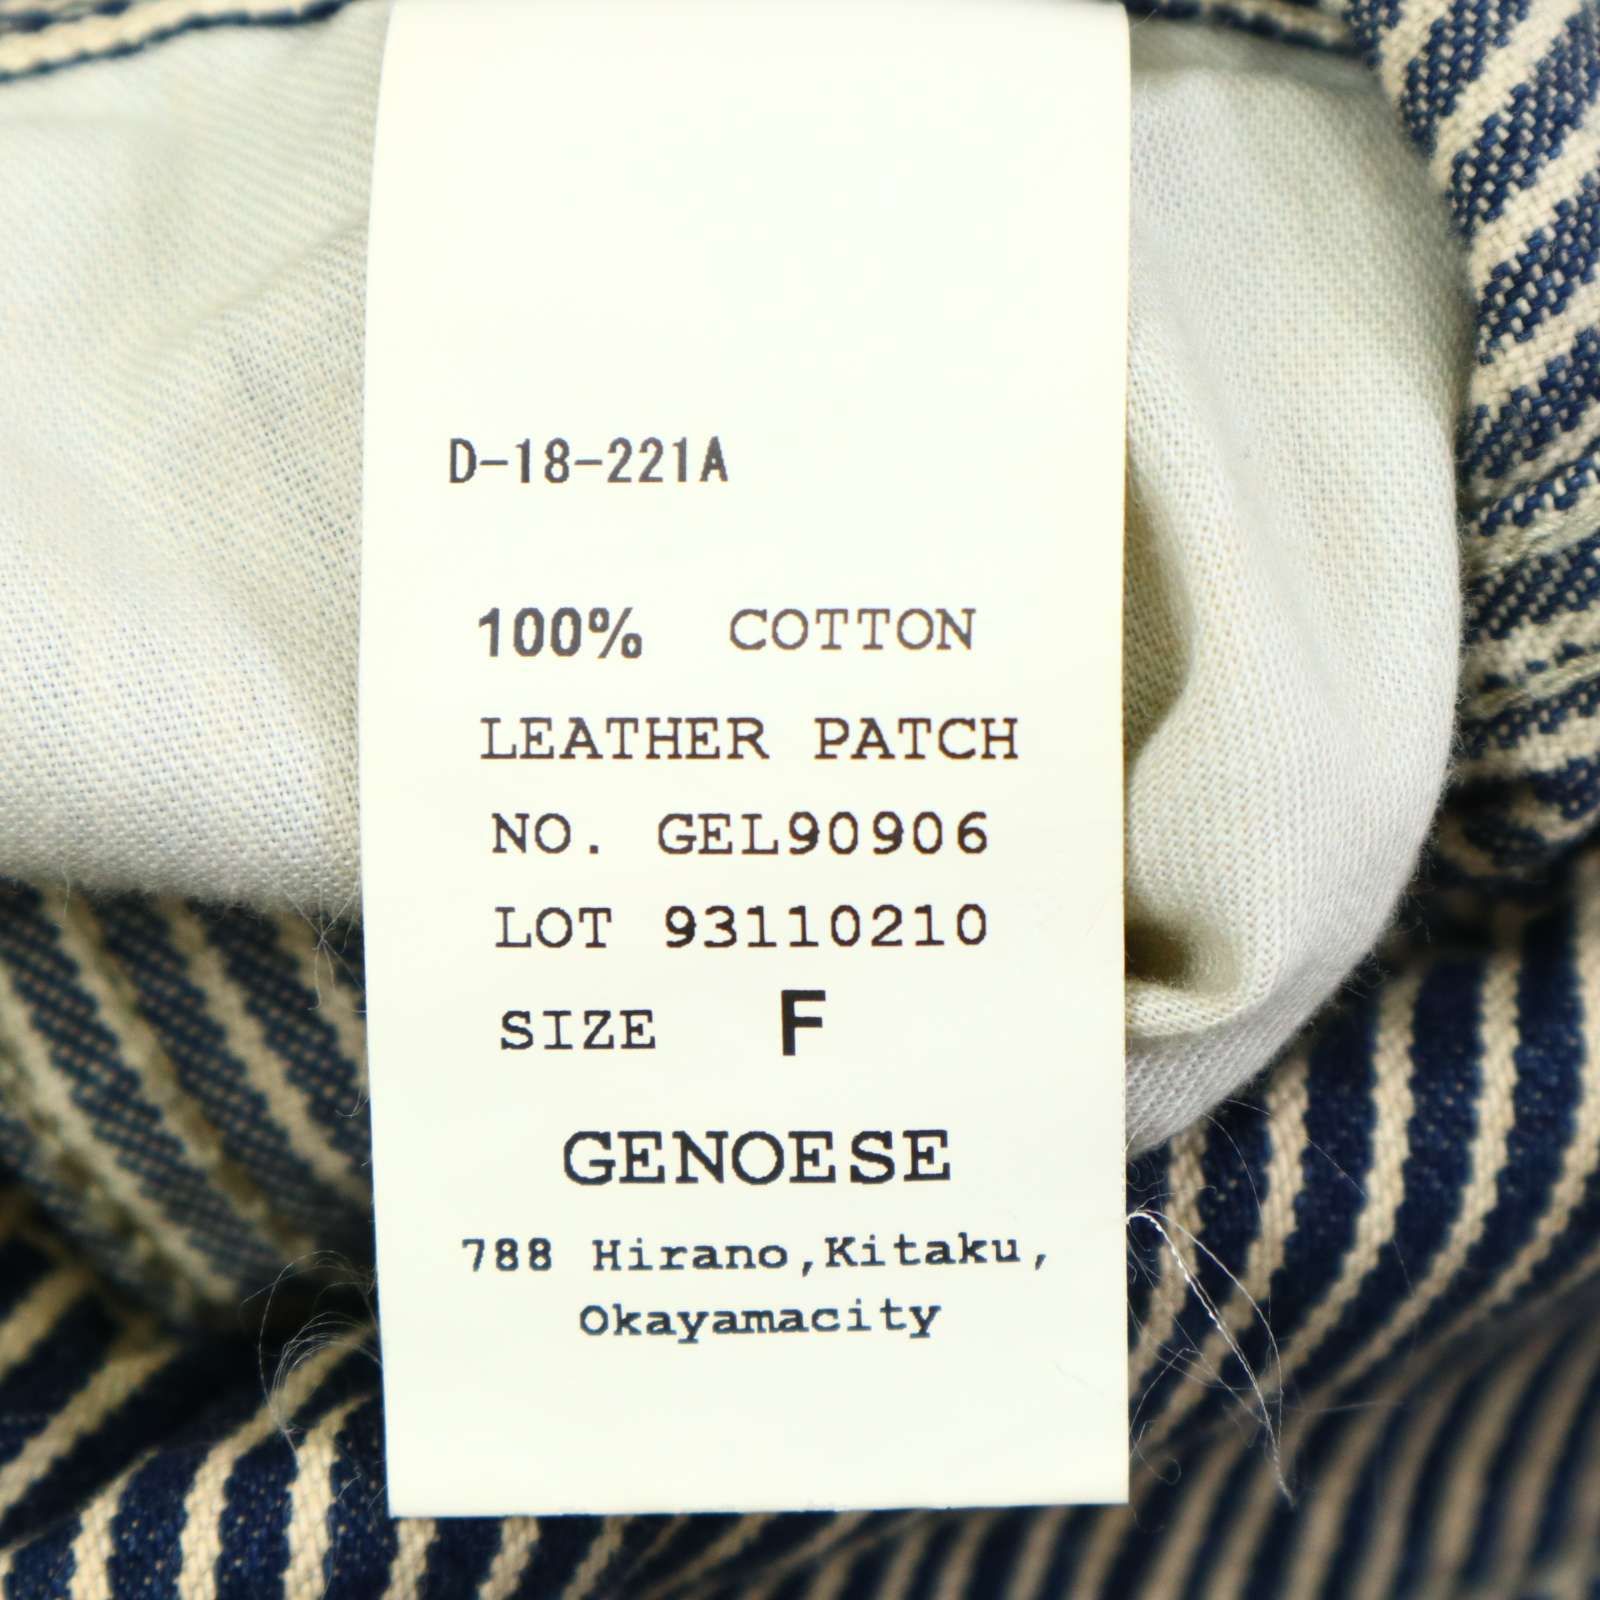 D-18-221A
100% COTTON
LEATHER PATCH
NO. GEL90906
LOT 93110210
SIZE F
GENOESE
788 Hirano,Kitaku,
Okayamacity